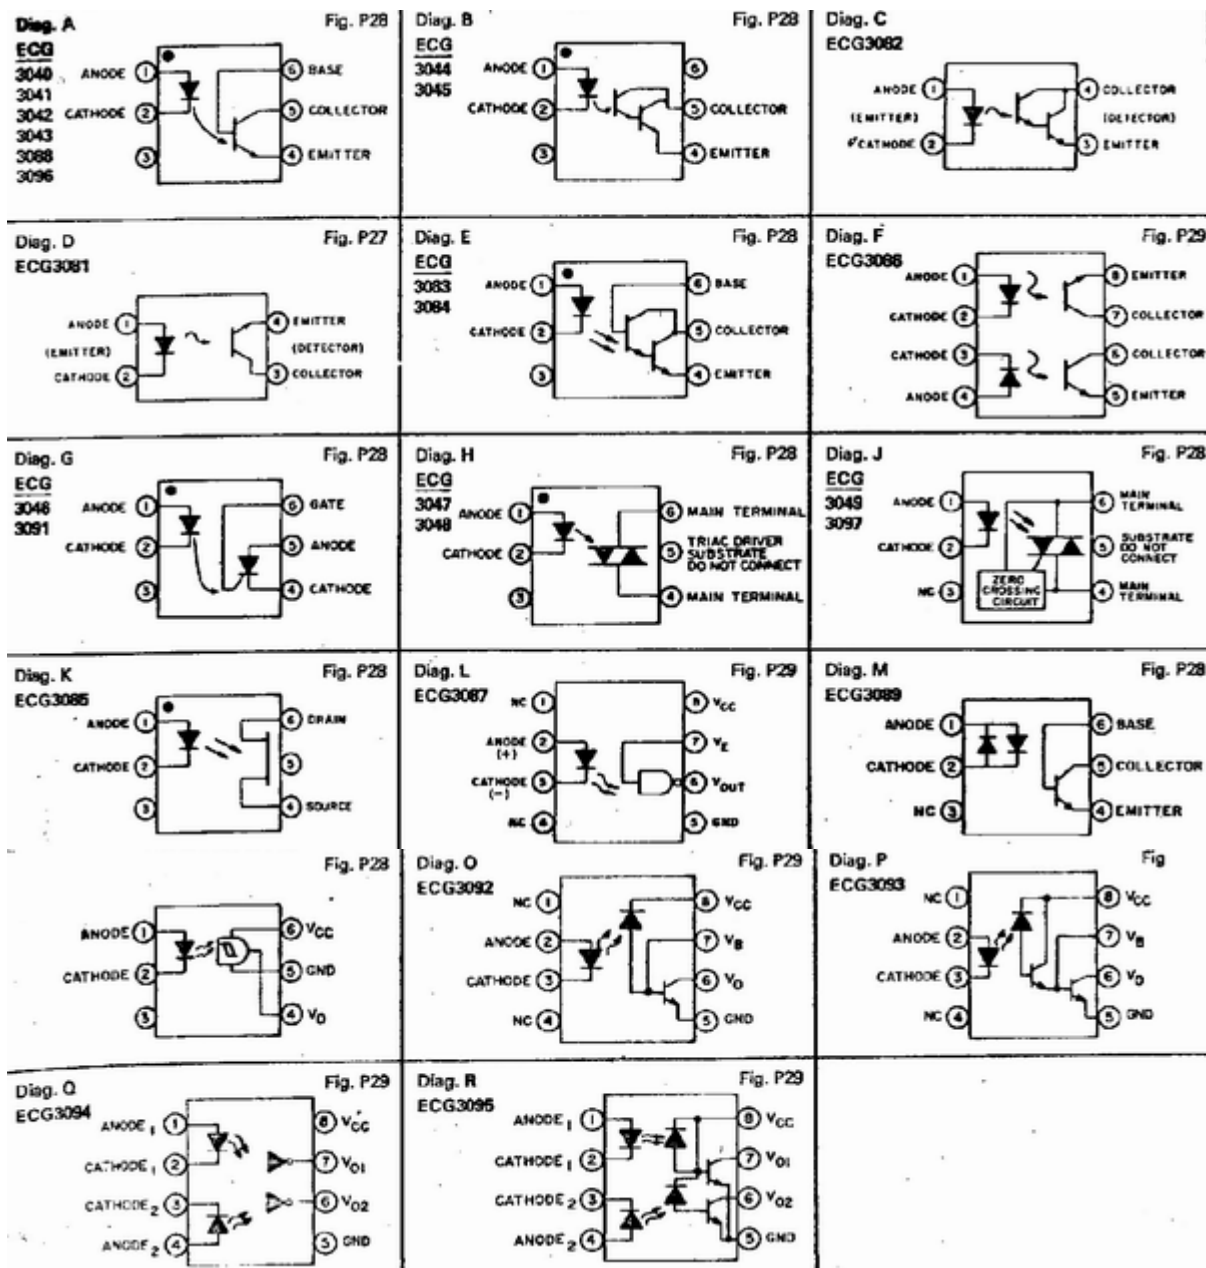 Diag. A Fig. P28
ECG
3040
3041
3042
3043
3088
3096
ANODE 1
CATHODE 2
3
6 BASE
5 COLLECTOR
4 EMITTER
Diag. B Fig. P28
ECG
3044
3045
ANODE 1
CATHODE 2
3
6
5 COLLECTOR
4 EMITTER
Diag. C
ECG3082
ANODE 1
(EMITTER)
CATHODE 2
4 COLLECTOR
(DETECTOR)
3 EMITTER
Diag. D Fig. P27
ECG3081
ANODE 1
(EMITTER)
CATHODE 2
4 EMITTER
(DETECTOR)
3 COLLECTOR
Diag. E Fig. P28
ECG
3083
3084
ANODE 1
CATHODE 2
3
6 BASE
5 COLLECTOR
4 EMITTER
Diag. F Fig. P29
ECG3086
ANODE 1
CATHODE 2
CATHODE 3
ANODE 4
8 EMITTER
7 COLLECTOR
6 COLLECTOR
5 EMITTER
Diag. G Fig. P28
ECG
3046
3091
ANODE 1
CATHODE 2
3
6 GATE
5 ANODE
4 CATHODE
Diag. H Fig. P28
ECG
3047
3048
ANODE 1
CATHODE 2
3
6 MAIN TERMINAL
5 TRIAC DRIVER
SUBSTRATE
DO NOT CONNECT
4 MAIN TERMINAL
Diag. J Fig. P28
ECG
3049
3097
ANODE 1
CATHODE 2
NC 3
ZERO
CROSSING
CIRCUIT
6 MAIN
TERMINAL
5 SUBSTRATE
DO NOT
CONNECT
4 MAIN
TERMINAL
Diag. K Fig. P28
ECG3085
ANODE 1
CATHODE 2
3
6 DRAIN
5
4 SOURCE
Diag. L Fig. P29
ECG3087
NC 1
ANODE 2
(+)
CATHODE 3
(−)
NC 4
8 VCC
7 VE
6 VOUT
5 GND
Diag. M Fig. P28
ECG3089
ANODE 1
CATHODE 2
NC 3
6 BASE
5 COLLECTOR
4 EMITTER
Fig. P28
ANODE 1
CATHODE 2
3
6 VCC
5 GND
4 VO
Diag. O Fig. P29
ECG3092
NC 1
ANODE 2
CATHODE 3
NC 4
8 VCC
7 VB
6 VO
5 GND
Diag. P Fig
ECG3093
NC 1
ANODE 2
CATHODE 3
NC 4
8 VCC
7 VB
6 VO
5 GND
Diag. Q Fig. P29
ECG3094
ANODE1 1
CATHODE1 2
CATHODE2 3
ANODE2 4
8 VCC
7 VO1
6 VO2
5 GND
Diag. R Fig. P29
ECG3095
ANODE1 1
CATHODE1 2
CATHODE2 3
ANODE2 4
8 VCC
7 VO1
6 VO2
5 GND